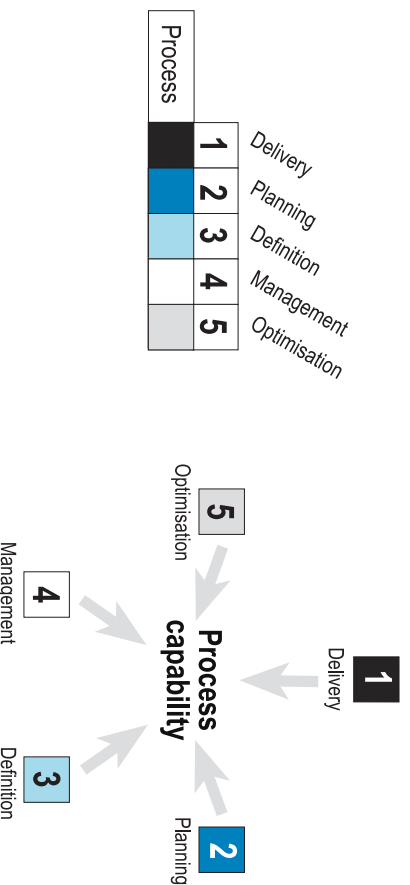 Delivery
Planning
Definition
Management
Optimisation
1 2 3 4 5
Process
1
Delivery
5
Optimisation
2
Planning
Process
capability
4
Management
3
Definition